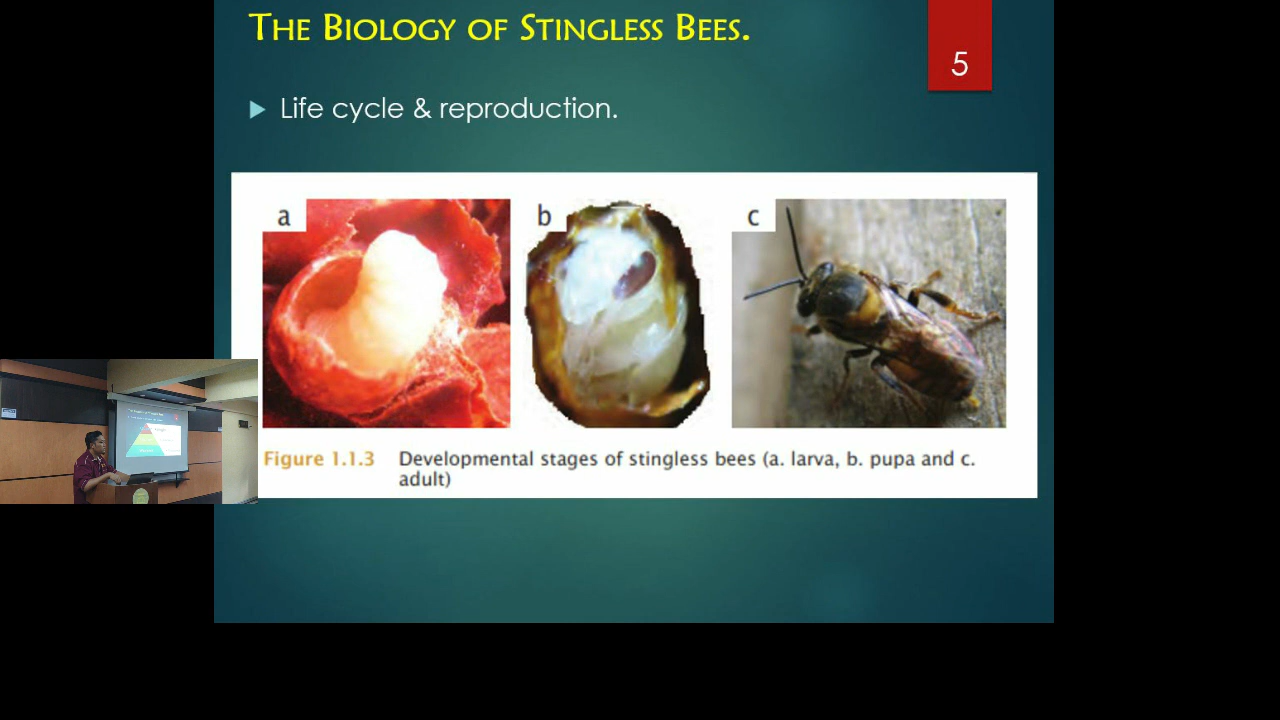 THE BIOLOGY OF STINGLESS BEES.
5
Life cycle & reproduction.
a
b
c
Figure 1.1.3 Developmental stages of stingless bees (a. larva, b. pupa and c.
adult)